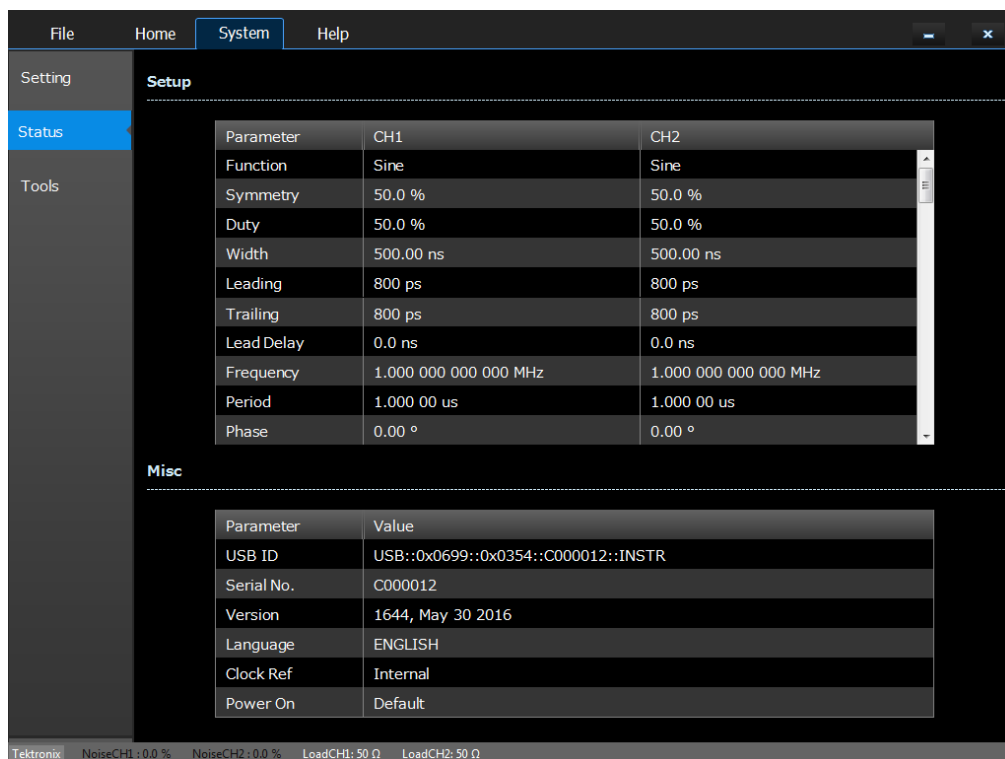 File Home System Help
Setting
Status
Tools
Setup
Parameter CH1 CH2
Function Sine Sine
Symmetry 50.0 % 50.0 %
Duty 50.0 % 50.0 %
Width 500.00 ns 500.00 ns
Leading 800 ps 800 ps
Trailing 800 ps 800 ps
Lead Delay 0.0 ns 0.0 ns
Frequency 1.000 000 000 000 MHz 1.000 000 000 000 MHz
Period 1.000 00 us 1.000 00 us
Phase 0.00 º 0.00 º
Misc
Parameter Value
USB ID USB::0x0699::0x0354::C000012::INSTR
Serial No. C000012
Version 1644, May 30 2016
Language ENGLISH
Clock Ref Internal
Power On Default
Tektronix NoiseCH1 : 0.0 % NoiseCH2 : 0.0 % LoadCH1: 50 Ω LoadCH2: 50 Ω